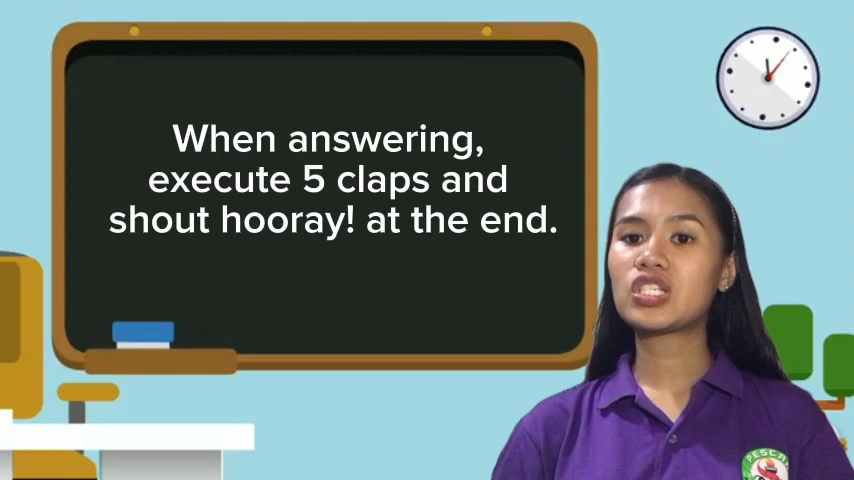 When answering,
execute 5 claps and
shout hooray! at the end.